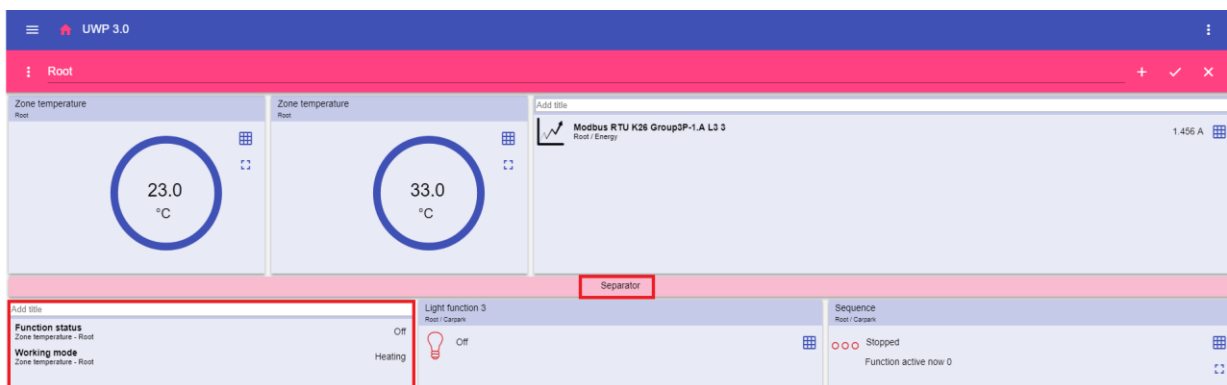 UWP 3.0
Root
Zone temperature
Root
23.0
°C
Zone temperature
Root
33.0
°C
Add title
Modbus RTU K26 Group3P-1.A L3 3
Root / Energy
1.456 A
Separator
Add title
Function status
Zone temperature - Root
Off
Working mode
Zone temperature - Root
Heating
Light function 3
Root / Carpark
Off
Sequence
Root / Carpark
Stopped
Function active now 0